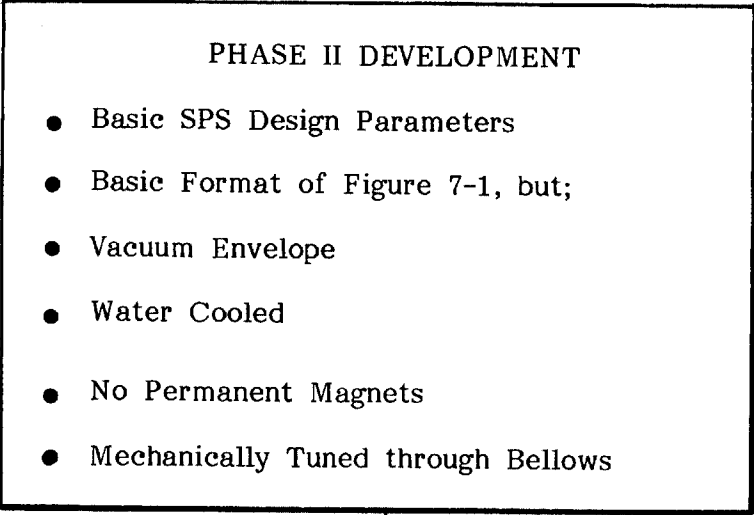 PHASE II DEVELOPMENT
● Basic SPS Design Parameters
● Basic Format of Figure 7-1, but;
● Vacuum Envelope
● Water Cooled
● No Permanent Magnets
● Mechanically Tuned through Bellows